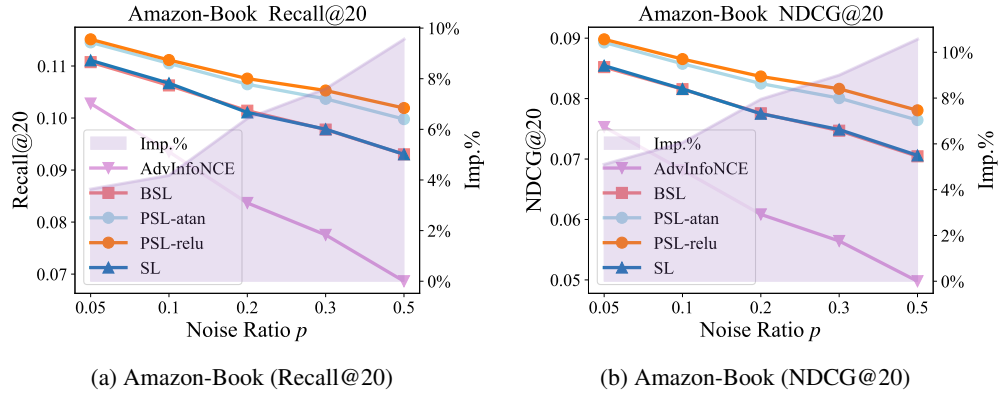 Amazon-Book Recall@20
0.11
0.10
0.09
0.08
0.07
Recall@20
10%
8%
6%
4%
2%
0%
Imp.%
Imp.%
AdvInfoNCE
BSL
PSL-atan
PSL-relu
SL
0.05 0.1 0.2 0.3 0.5
Noise Ratio p
(a) Amazon-Book (Recall@20)
Amazon-Book NDCG@20
0.09
0.08
0.07
0.06
0.05
NDCG@20
10%
8%
6%
4%
2%
0%
Imp.%
Imp.%
AdvInfoNCE
BSL
PSL-atan
PSL-relu
SL
0.05 0.1 0.2 0.3 0.5
Noise Ratio p
(b) Amazon-Book (NDCG@20)